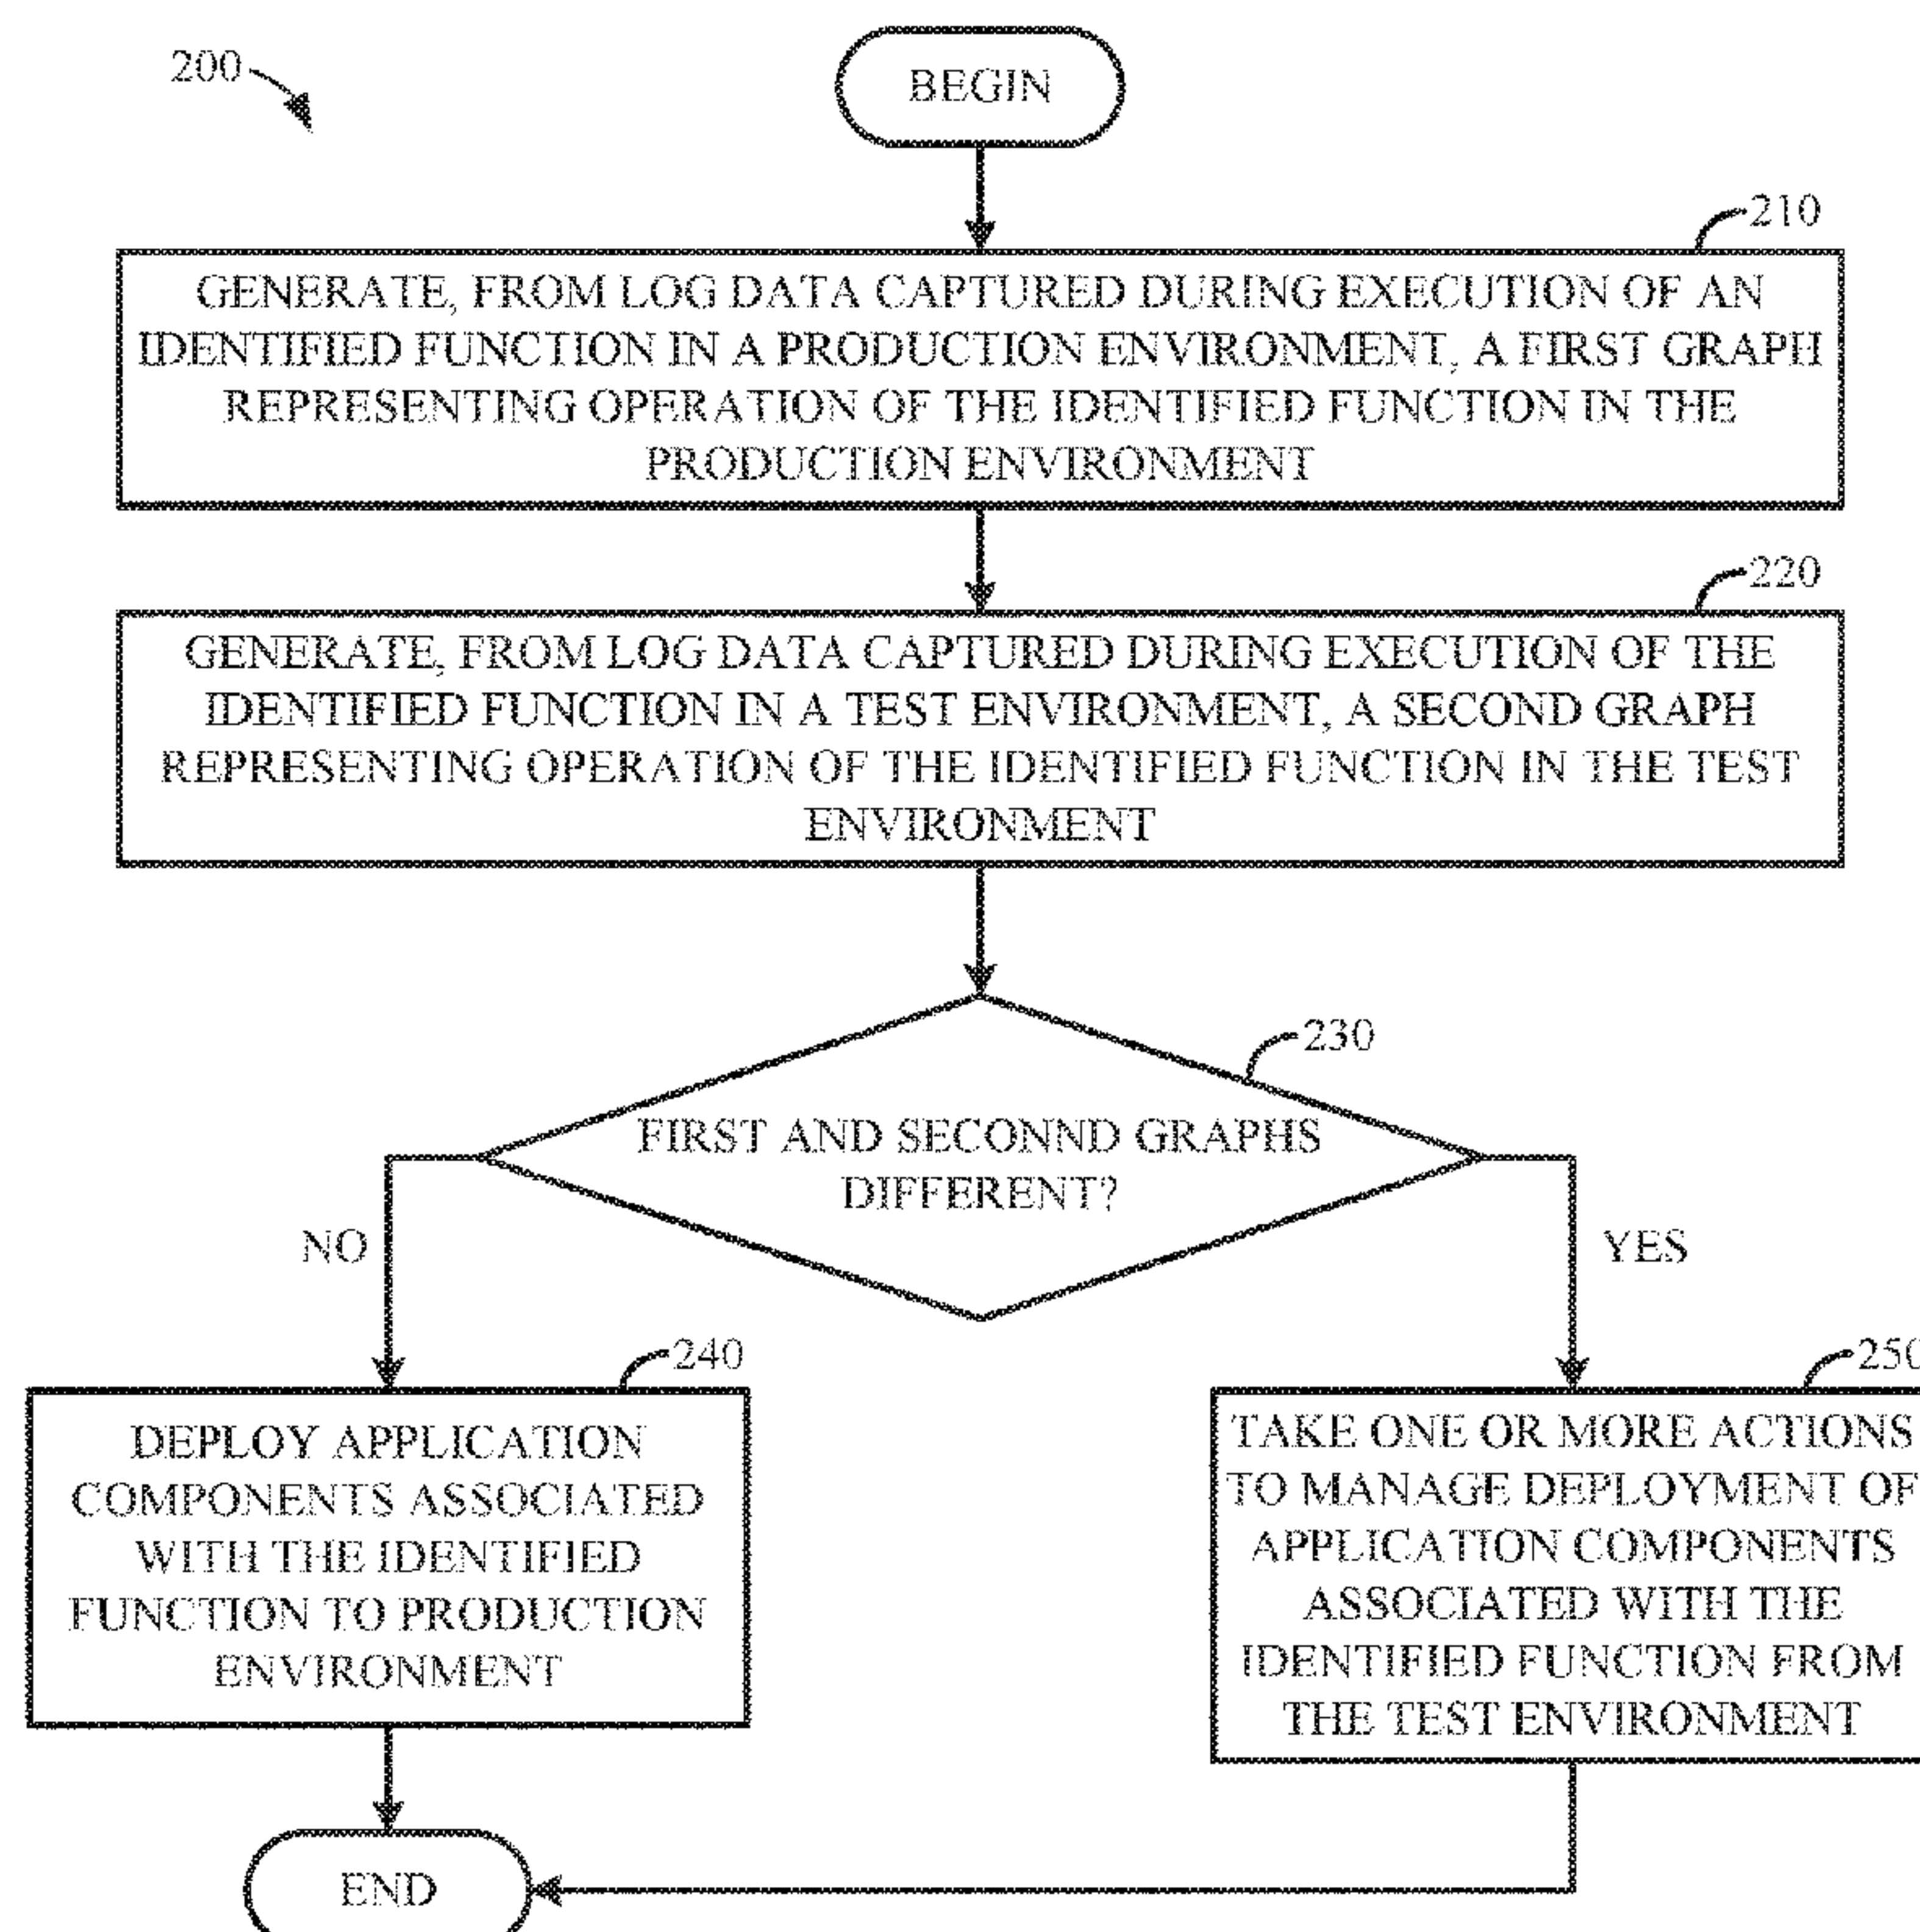 200
BEGIN
210
GENERATE, FROM LOG DATA CAPTURED DURING EXECUTION OF AN
IDENTIFIED FUNCTION IN A PRODUCTION ENVIRONMENT, A FIRST GRAPH
REPRESENTING OPERATION OF THE IDENTIFIED FUNCTION IN THE
PRODUCTION ENVIRONMENT
220
GENERATE, FROM LOG DATA CAPTURED DURING EXECUTION OF THE
IDENTIFIED FUNCTION IN A TEST ENVIRONMENT, A SECOND GRAPH
REPRESENTING OPERATION OF THE IDENTIFIED FUNCTION IN THE TEST
ENVIRONMENT
230
FIRST AND SECONND GRAPHS
DIFFERENT?
NO
YES
240
DEPLOY APPLICATION
COMPONENTS ASSOCIATED
WITH THE IDENTIFIED
FUNCTION TO PRODUCTION
ENVIRONMENT
250
TAKE ONE OR MORE ACTIONS
TO MANAGE DEPLOYMENT OF
APPLICATION COMPONENTS
ASSOCIATED WITH THE
IDENTIFIED FUNCTION FROM
THE TEST ENVIRONMENT
END